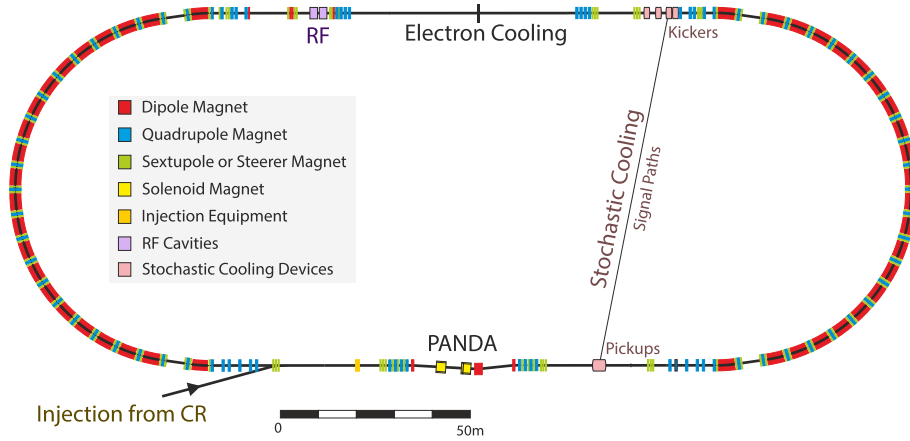 RF
Electron Cooling
Kickers
Dipole Magnet
Quadrupole Magnet
Sextupole or Steerer Magnet
Solenoid Magnet
Injection Equipment
RF Cavities
Stochastic Cooling Devices
Stochastic Cooling
Signal Paths
PANDA
Pickups
Injection from CR
0
50m